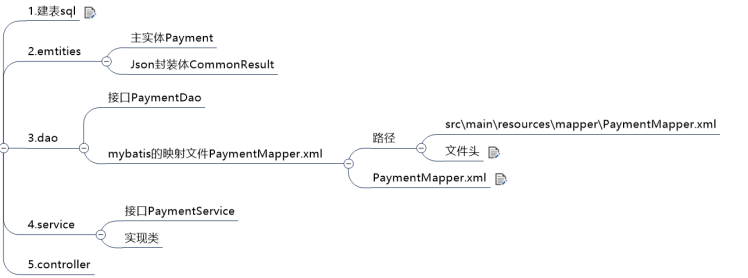 1.建表sql
2.emtities
主实体Payment
Json封装体CommonResult
3.dao
接口PaymentDao
mybatis的映射文件PaymentMapper.xml
路径
src\main\resources\mapper\PaymentMapper.xml
文件头
PaymentMapper.xml
4.service
接口PaymentService
实现类
5.controller